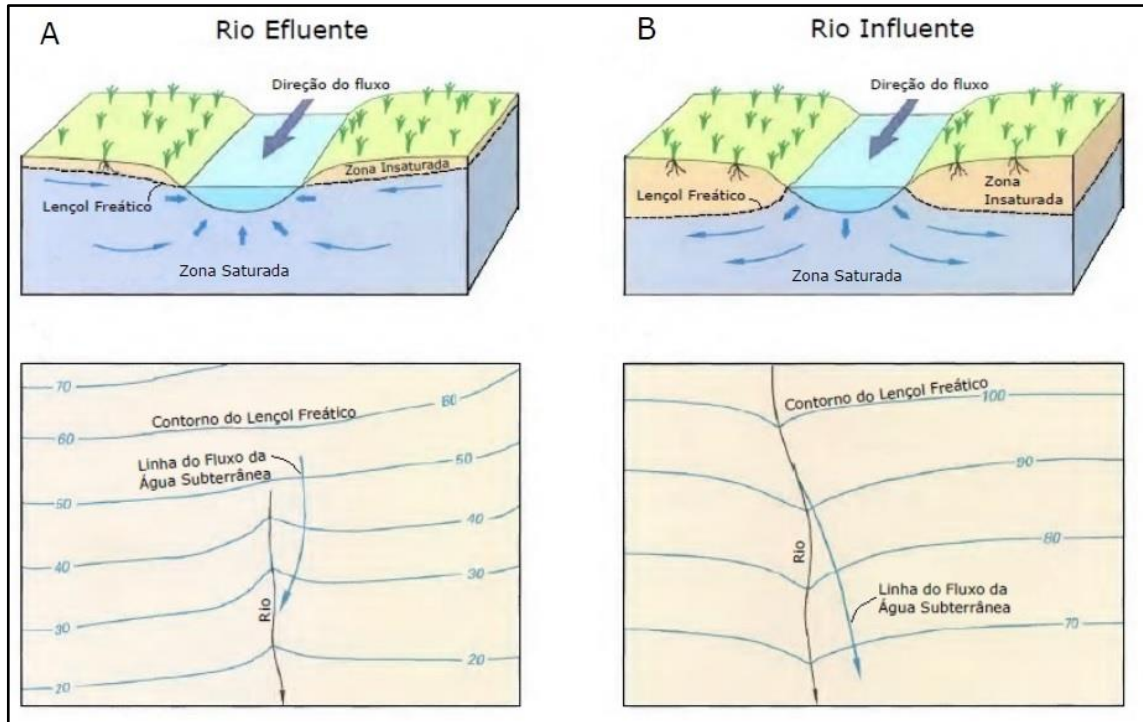 A
Rio Efluente
Direção do fluxo
Zona Insaturada
Lençol Freático
Zona Saturada
B
Rio Influente
Direção do fluxo
Lençol Freático
Zona
Insaturada
Zona Saturada
70
Contorno do Lençol Freático
60
60
Linha do Fluxo da
Água Subterrânea
50
50
40
40
30
30
Rio
20
20
Contorno do Lençol Freático
100
90
80
Rio
Linha do Fluxo da
Água Subterrânea
70